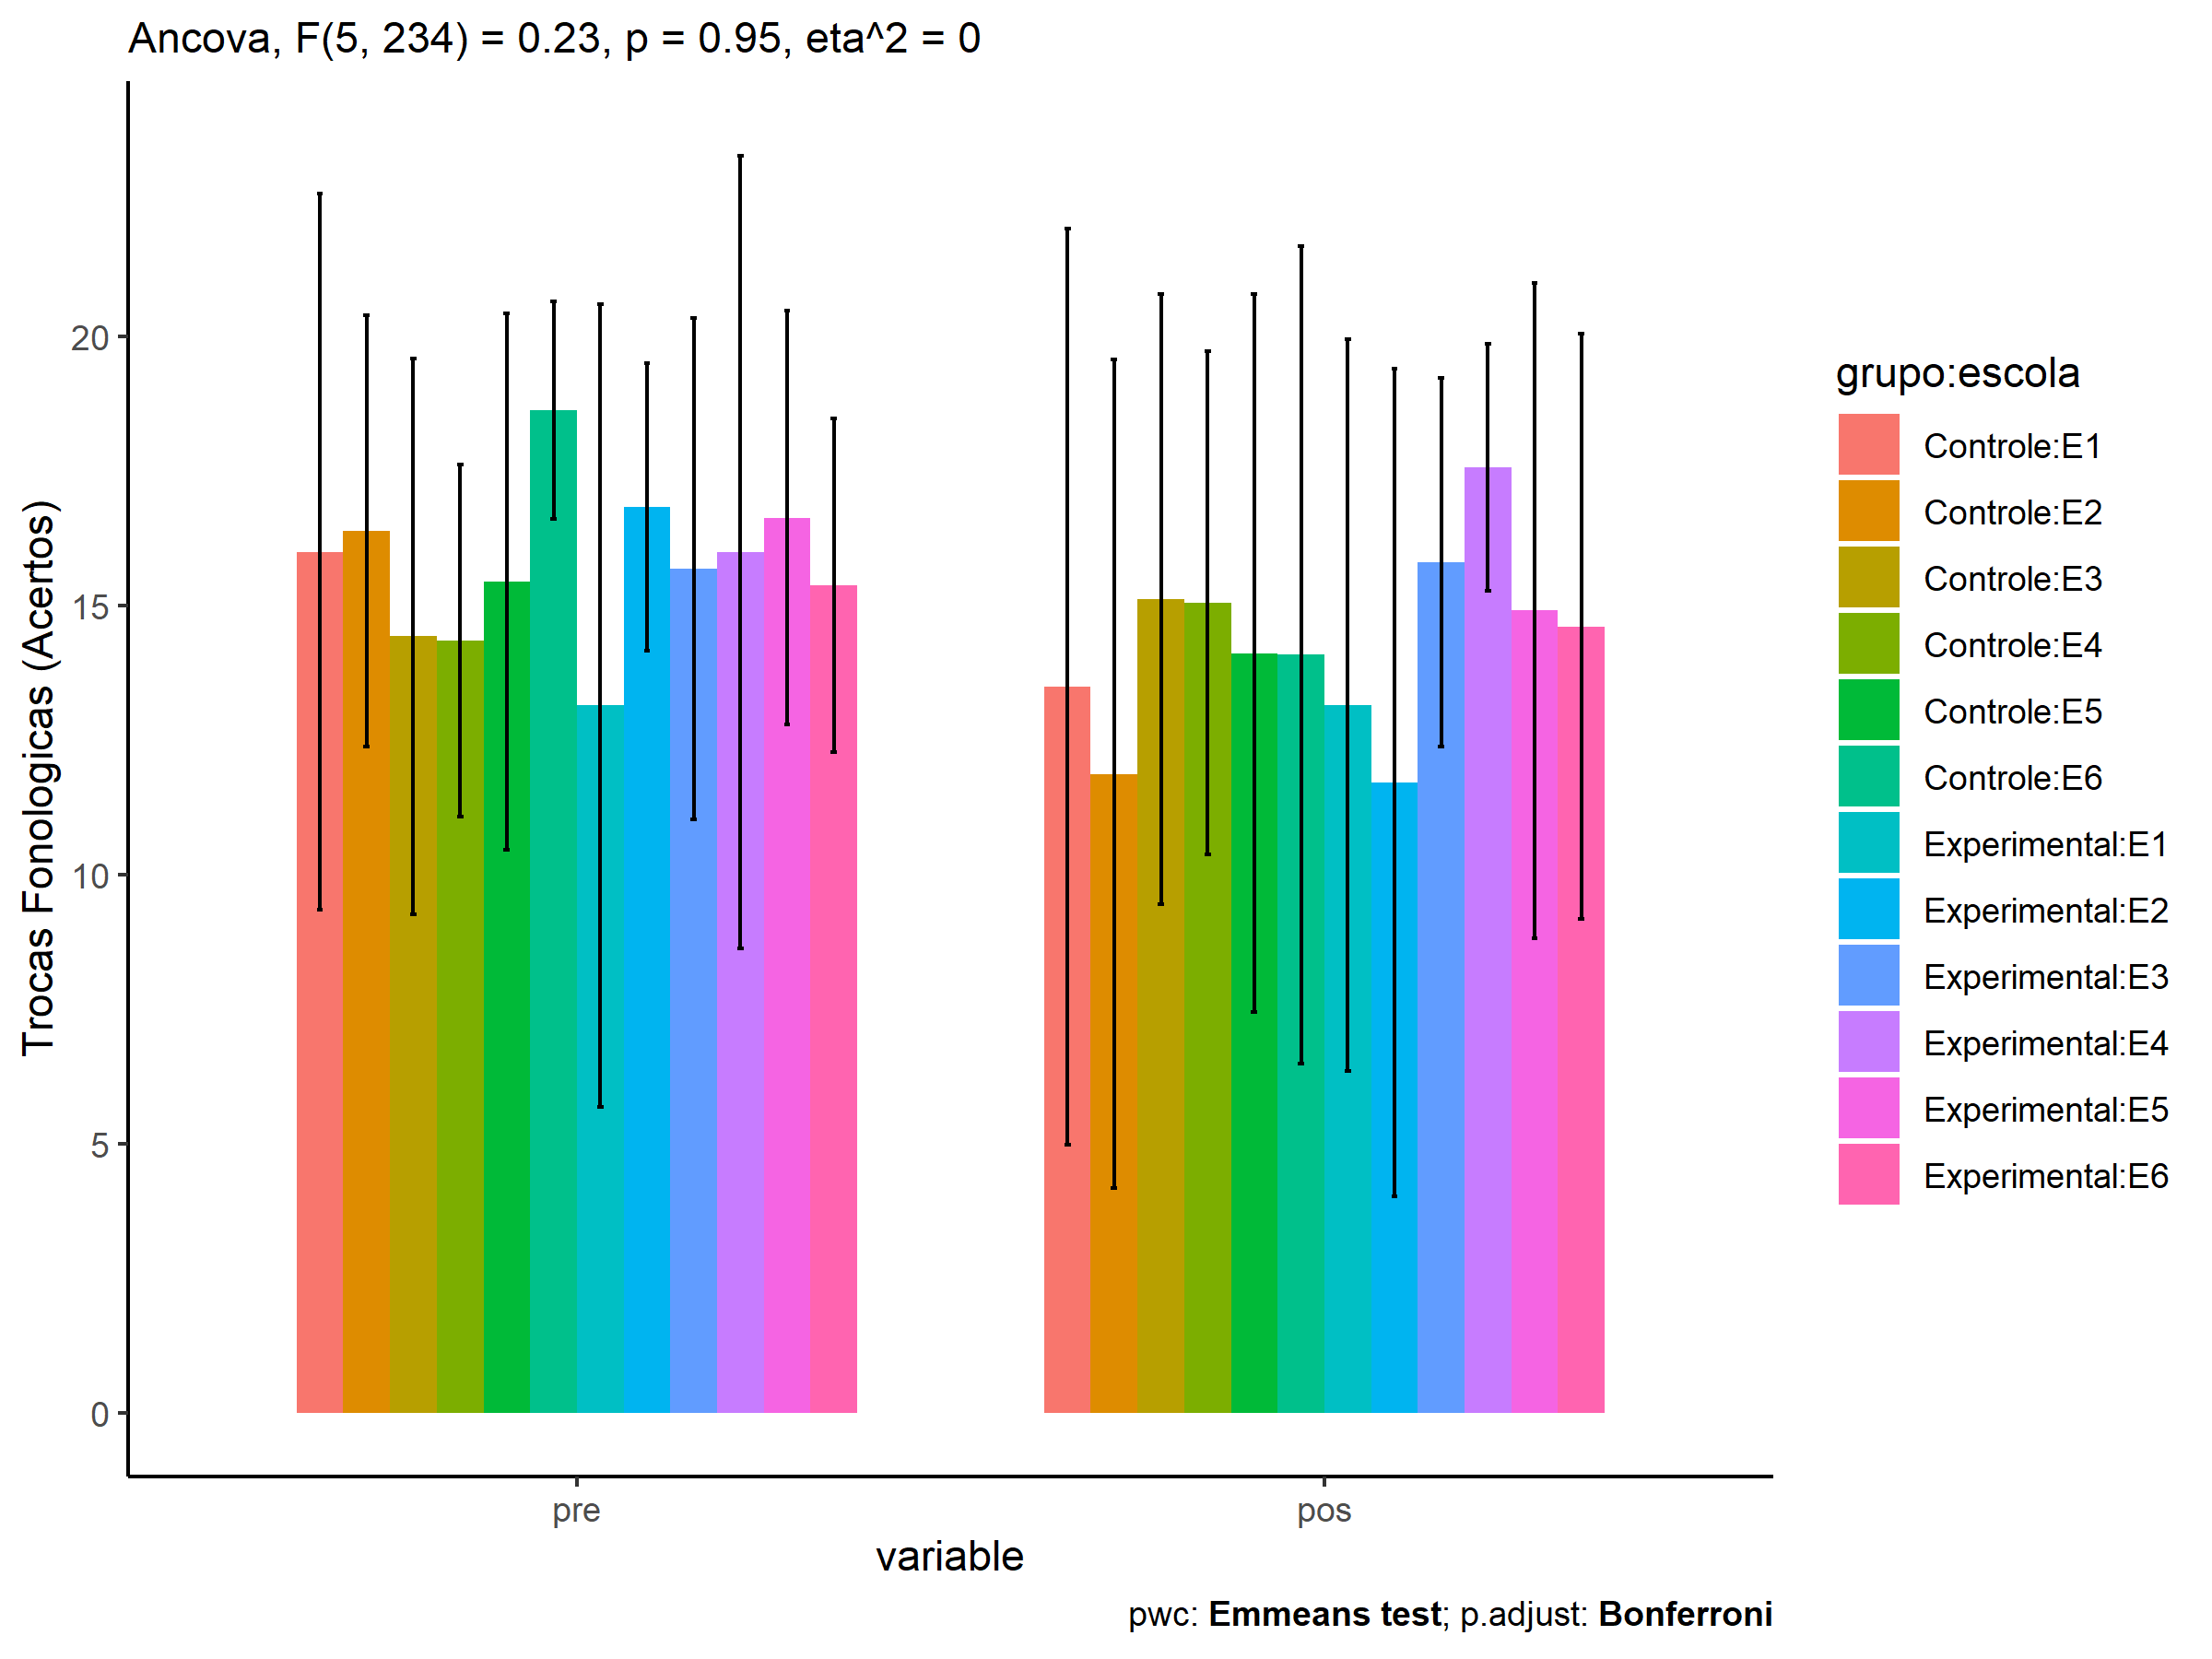 Ancova, F(5, 234) = 0.23, p = 0.95, eta^2 = 0
Trocas Fonologicas (Acertos)
20
15
10
5
0
pre
pos
variable
grupo:escola
Controle:E1
Controle:E2
Controle:E3
Controle:E4
Controle:E5
Controle:E6
Experimental:E1
Experimental:E2
Experimental:E3
Experimental:E4
Experimental:E5
Experimental:E6
pwc: Emmeans test; p.adjust: Bonferroni